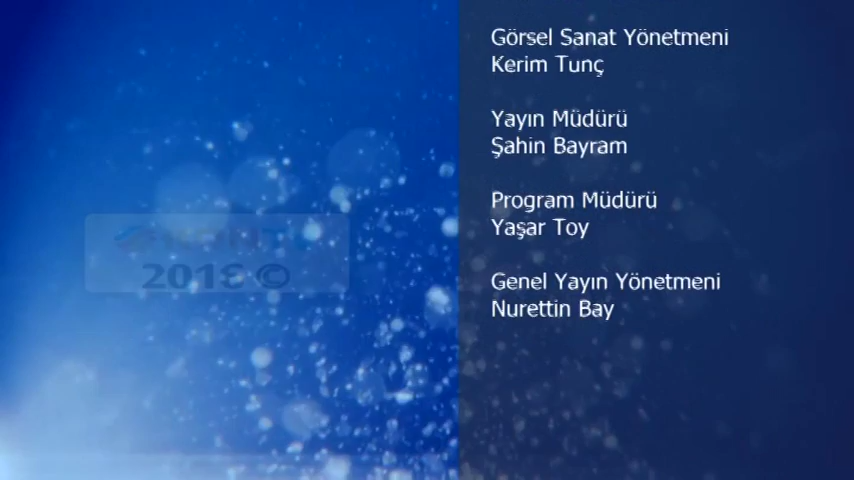 Görsel Sanat Yönetmeni
Kerim Tunç
Yayın Müdürü
Şahin Bayram
Program Müdürü
Yaşar Toy
Genel Yayın Yönetmeni
Nurettin Bay